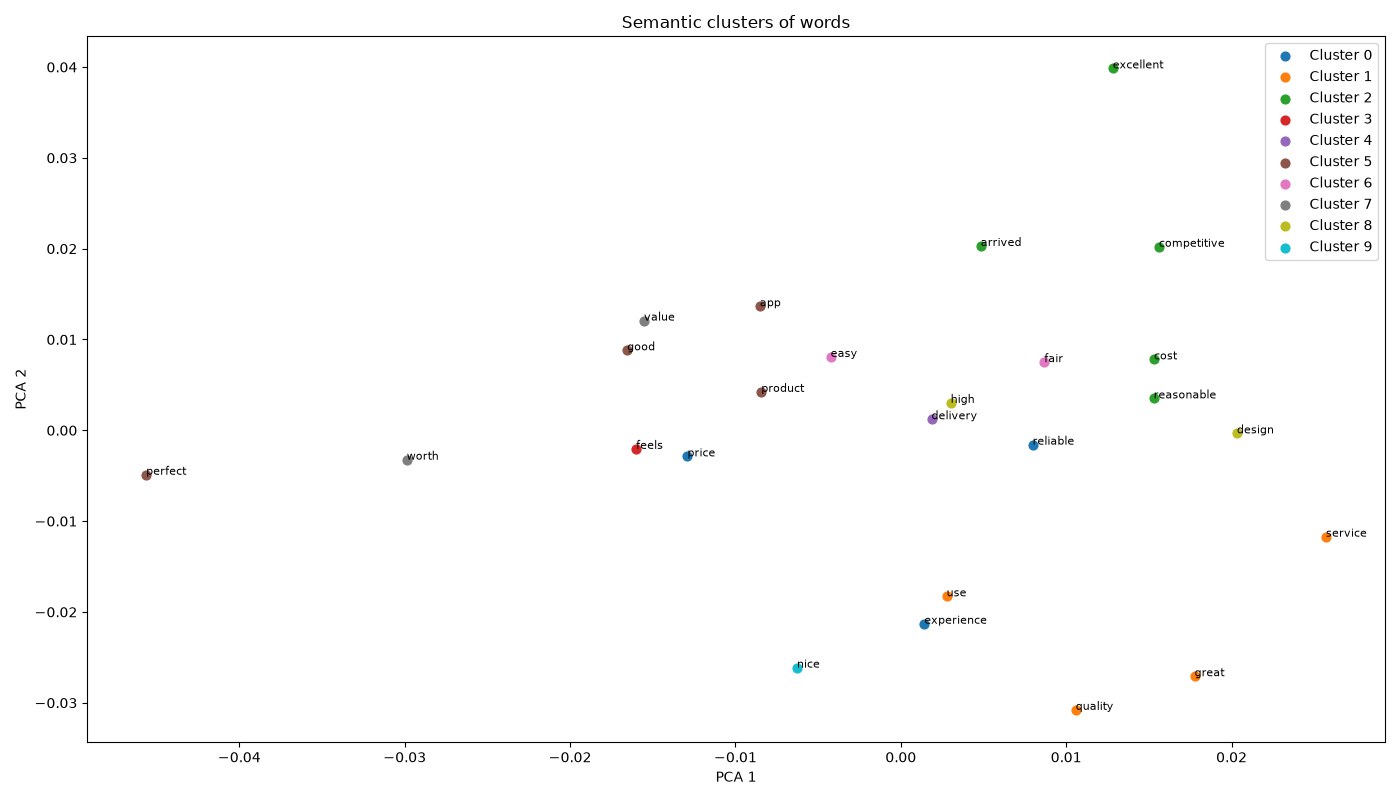 Semantic clusters of words
Cluster 0
Cluster 1
Cluster 2
Cluster 3
Cluster 4
Cluster 5
Cluster 6
Cluster 7
Cluster 8
Cluster 9
0.04
0.03
0.02
0.01
0.00
−0.01
−0.02
−0.03
PCA 2
excellent
arrived
competitive
app
value
good
easy
fair
cost
product
reasonable
high
delivery
design
reliable
feels
price
worth
perfect
service
use
experience
nice
great
quality
−0.04
−0.03
−0.02
−0.01
0.00
0.01
0.02
PCA 1